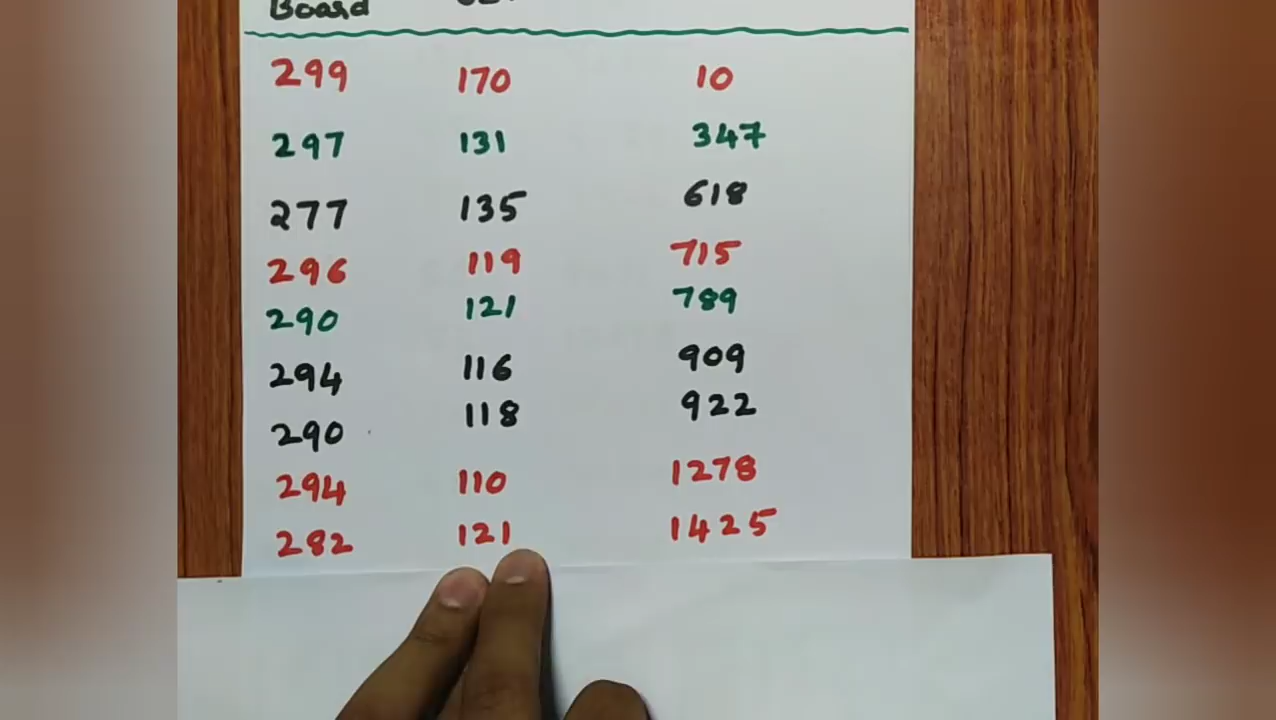 Board
299 170 10
297 131 347
277 135 618
296 119 715
290 121 789
294 116 909
290 118 922
294 110 1278
282 121 1425